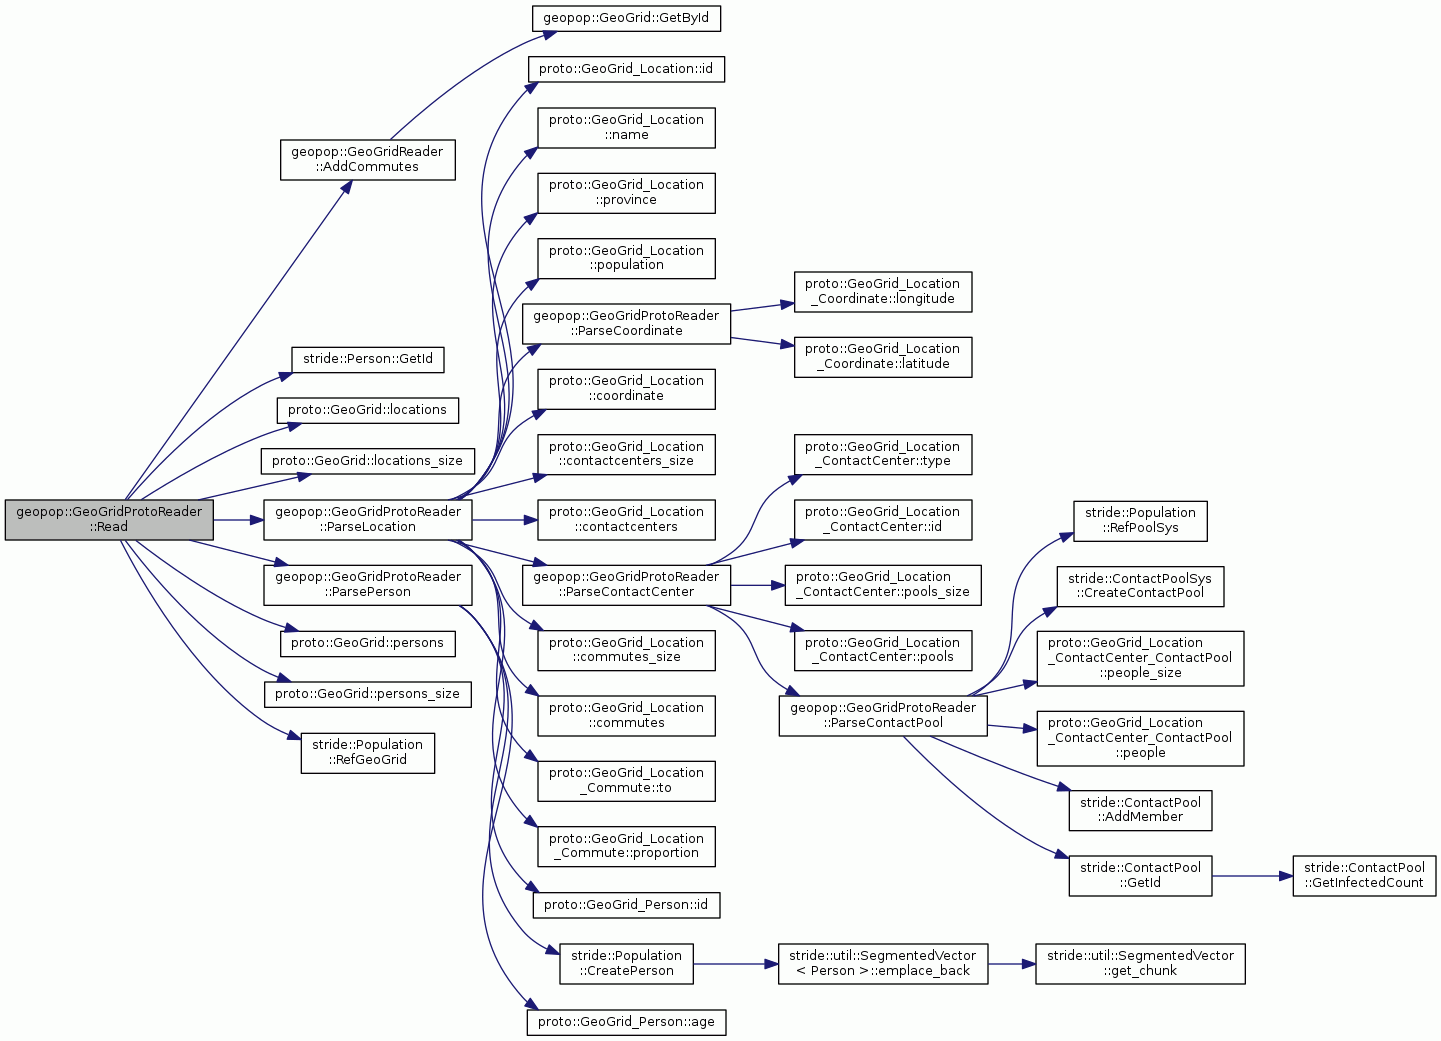 geopop::GeoGridProtoReader
::Read
geopop::GeoGridReader
::AddCommutes
stride::Person::GetId
proto::GeoGrid::locations
proto::GeoGrid::locations_size
geopop::GeoGridProtoReader
::ParseLocation
geopop::GeoGridProtoReader
::ParsePerson
proto::GeoGrid::persons
proto::GeoGrid::persons_size
stride::Population
::RefGeoGrid
geopop::GeoGrid::GetById
proto::GeoGrid_Location::id
proto::GeoGrid_Location
::name
proto::GeoGrid_Location
::province
proto::GeoGrid_Location
::population
geopop::GeoGridProtoReader
::ParseCoordinate
proto::GeoGrid_Location
::coordinate
proto::GeoGrid_Location
::contactcenters_size
proto::GeoGrid_Location
::contactcenters
geopop::GeoGridProtoReader
::ParseContactCenter
proto::GeoGrid_Location
::commutes_size
proto::GeoGrid_Location
::commutes
proto::GeoGrid_Location
_Commute::to
proto::GeoGrid_Location
_Commute::proportion
proto::GeoGrid_Person::id
stride::Population
::CreatePerson
proto::GeoGrid_Person::age
proto::GeoGrid_Location
_Coordinate::longitude
proto::GeoGrid_Location
_Coordinate::latitude
proto::GeoGrid_Location
_ContactCenter::type
proto::GeoGrid_Location
_ContactCenter::id
proto::GeoGrid_Location
_ContactCenter::pools_size
proto::GeoGrid_Location
_ContactCenter::pools
geopop::GeoGridProtoReader
::ParseContactPool
stride::util::SegmentedVector
< Person >::emplace_back
stride::Population
::RefPoolSys
stride::ContactPoolSys
::CreateContactPool
proto::GeoGrid_Location
_ContactCenter_ContactPool
::people_size
proto::GeoGrid_Location
_ContactCenter_ContactPool
::people
stride::ContactPool
::AddMember
stride::ContactPool
::GetId
stride::util::SegmentedVector
::get_chunk
stride::ContactPool
::GetInfectedCount